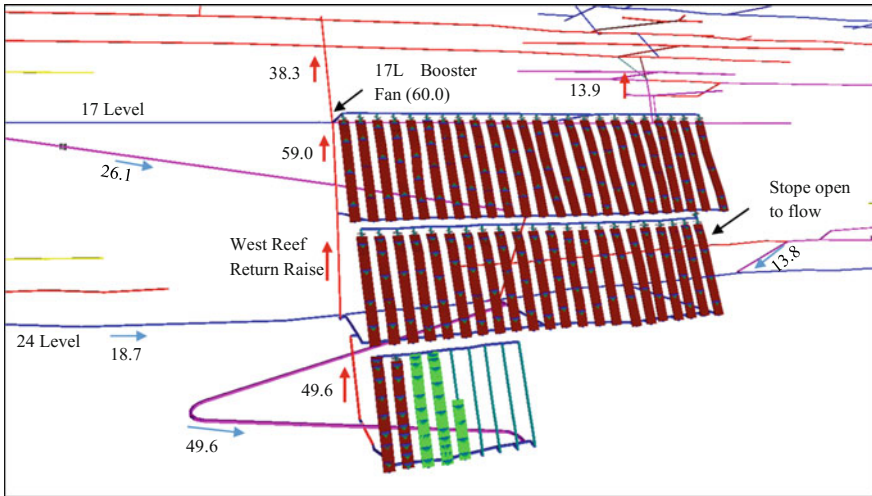 38.3
17L Booster
Fan (60.0)
13.9
17 Level
59.0
26.1
Stope open
to flow
West Reef
Return Raise
13.8
24 Level
18.7
49.6
49.6